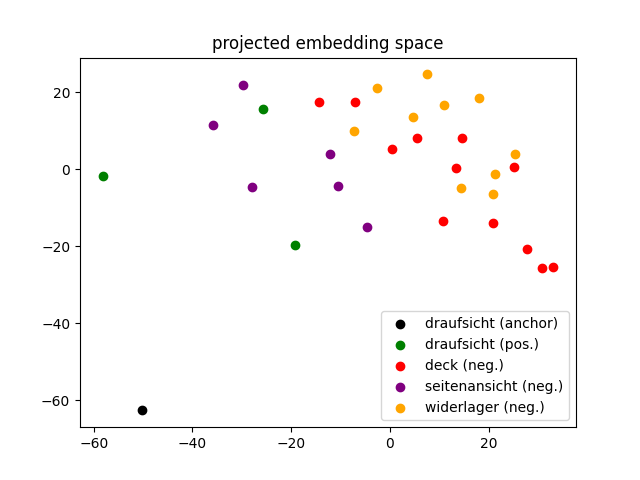 projected embedding space
20
0
−20
−40
−60
−60
−40
−20
0
20
draufsicht (anchor)
draufsicht (pos.)
deck (neg.)
seitenansicht (neg.)
widerlager (neg.)